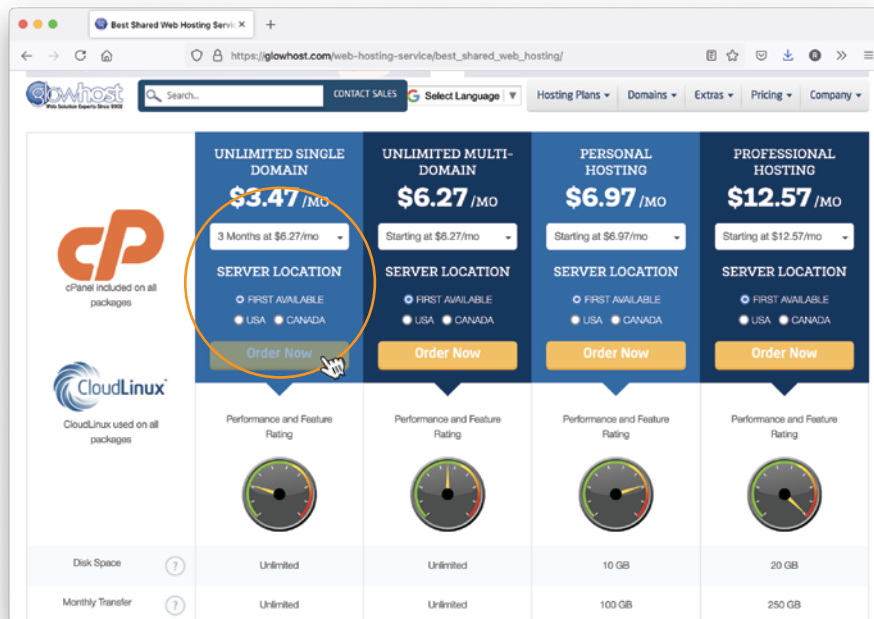 Best Shared Web Hosting Servic
https://glowhost.com/web-hosting-service/best_shared_web_hosting/
glowhost
Web Solution Experts Since 2002
Search..
CONTACT SALES
G Select Language
Hosting Plans
Domains
Extras
Pricing
Company
cP
cPanel included on all
packages
CloudLinux
CloudLinux used on all
packages
UNLIMITED SINGLE
DOMAIN
$3.47 /MO
3 Months at $6.27/mo
SERVER LOCATION
FIRST AVAILABLE
USA CANADA
Order Now
Performance and Feature
Rating
UNLIMITED MULTI-
DOMAIN
$6.27 /MO
Starting at $6.27/mo
SERVER LOCATION
FIRST AVAILABLE
USA CANADA
Order Now
Performance and Feature
Rating
PERSONAL
HOSTING
$6.97 /MO
Starting at $6.97/mo
SERVER LOCATION
FIRST AVAILABLE
USA CANADA
Order Now
Performance and Feature
Rating
PROFESSIONAL
HOSTING
$12.57 /MO
Starting at $12.57/mo
SERVER LOCATION
FIRST AVAILABLE
USA CANADA
Order Now
Performance and Feature
Rating
Disk Space ? Unlimited Unlimited 10 GB 20 GB
Monthly Transfer ? Unlimited Unlimited 100 GB 250 GB